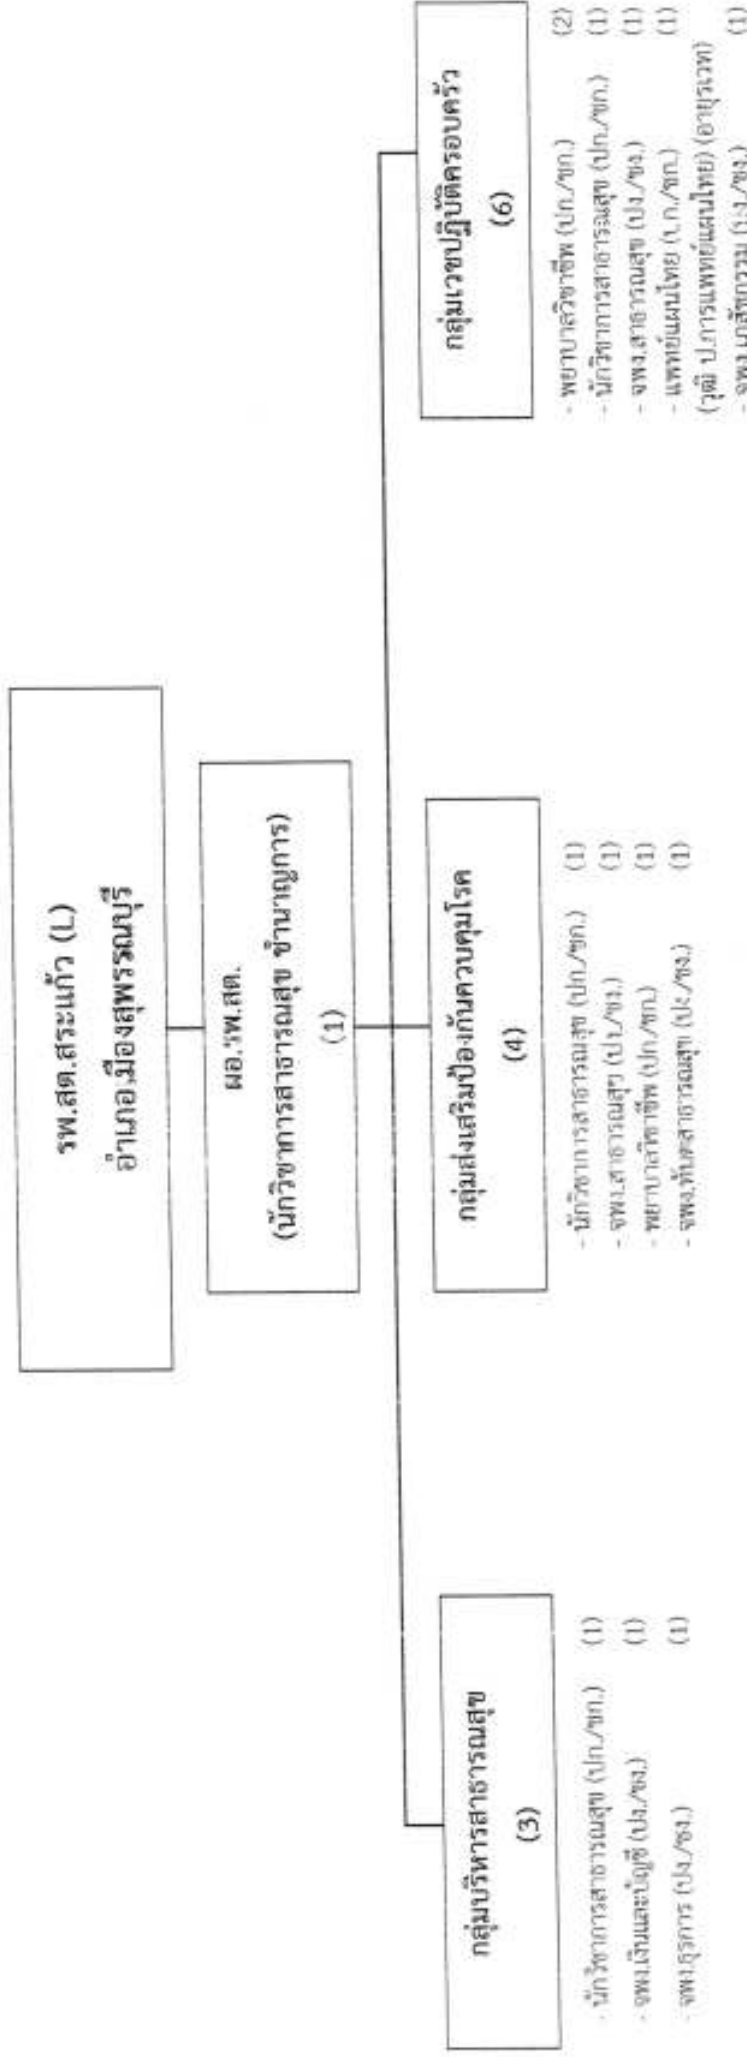 รพ.สต.สระแก้ว (L)
อำเภอเมืองสุพรรณบุรี
ผอ.รพ.สต.
(นักวิชาการสาธารณสุข ชำนาญการ)
(1)
กลุ่มบริหารสาธารณสุข
(3)
- นักวิชาการสาธารณสุข (ปก./ชก.) (1)
- จพง.เงินและบัญชี (ปง./ชง.) (1)
- จพง.ธุรการ (ปง./ชง.) (1)
กลุ่มส่งเสริมป้องกันควบคุมโรค
(4)
- นักวิชาการสาธารณสุข (ปก./ชก.) (1)
- จพง.สาธารณสุข (ปง./ชง.) (1)
- พยาบาลวิชาชีพ (ปก./ชก.) (1)
- จพง.ทันตสาธารณสุข (ปง./ชง.) (1)
กลุ่มเวชปฏิบัติครอบครัว
(6)
- พยาบาลวิชาชีพ (ปก./ชก.) (2)
- นักวิชาการสาธารณสุข (ปก./ชก.) (1)
- จพง.สาธารณสุข (ปง./ชง.) (1)
- แพทย์แผนไทย (ปก./ชก.) (1)
(วุฒิ ป.การแพทย์แผนไทย) (อายุรเวท)
- จพง.เภสัชกรรม (ปง./ชง.) (1)